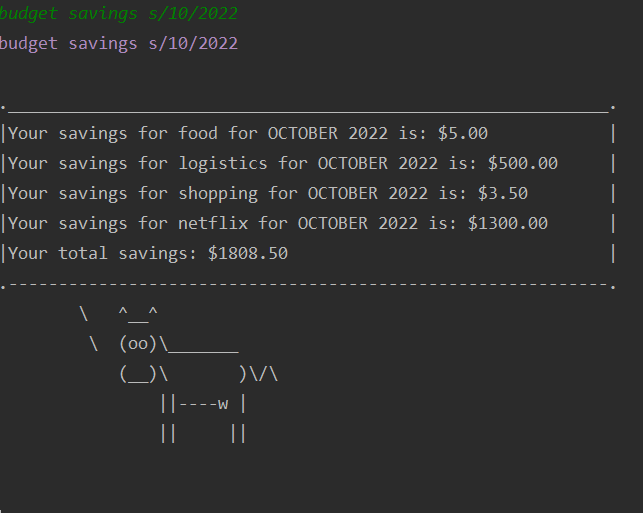 budget savings s/10/2022
budget savings s/10/2022
.____________________________________________________________.
|Your savings for food for OCTOBER 2022 is: $5.00            |
|Your savings for logistics for OCTOBER 2022 is: $500.00     |
|Your savings for shopping for OCTOBER 2022 is: $3.50        |
|Your savings for netflix for OCTOBER 2022 is: $1300.00      |
|Your total savings: $1808.50                                |
.------------------------------------------------------------.
        \   ^__^
         \  (oo)\_______
            (__)\       )\/\
                ||----w |
                ||     ||